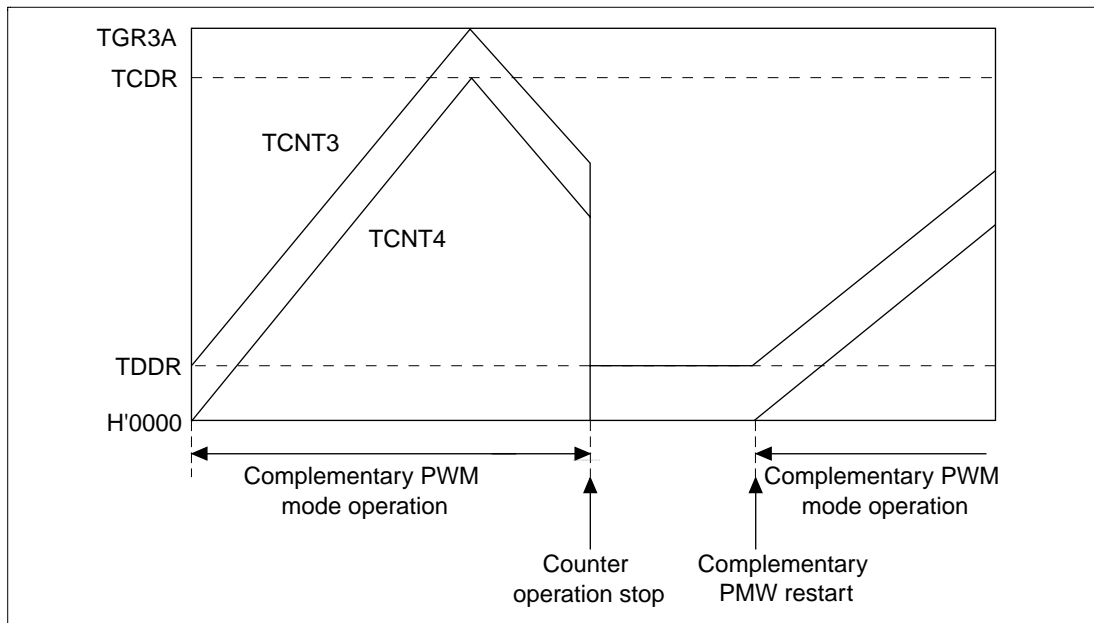 TGR3A
TCDR
TCNT3
TCNT4
TDDR
H'0000
Complementary PWM
mode operation
Complementary PWM
mode operation
Counter
operation stop
Complementary
PMW restart